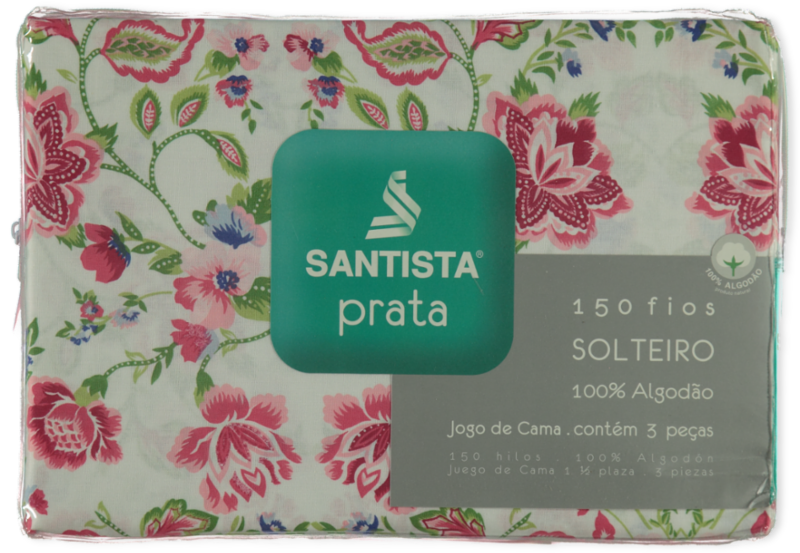 SANTISTA®
prata
100% ALGODÃO
150 fios
SOLTEIRO
100% Algodão
Jogo de Cama . contém 3 peças
150 hilos . 100% Algodón
Juego de Cama 1 ½ plaza . 3 piezas